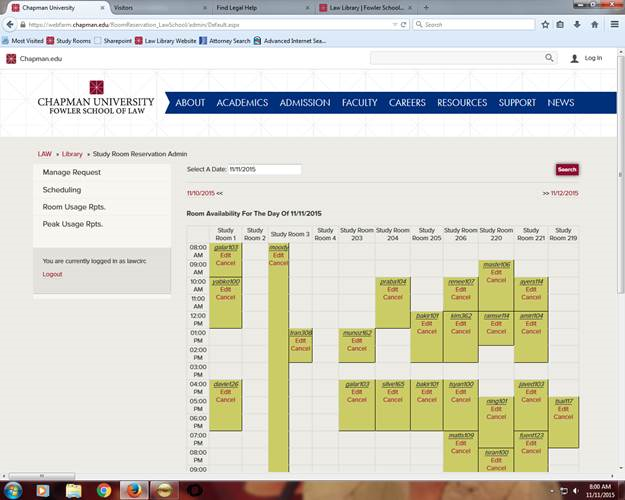 Chapman University
Visitors
Find Legal Help
Law Library | Fowler School...
https://webfarm.chapman.edu/RoomReservation_LawSchool/admin/Default.aspx
Search
Most Visited Study Rooms Sharepoint Law Library Website Attorney Search Advanced Internet Sea...
Chapman.edu
Log In
CHAPMAN UNIVERSITY
FOWLER SCHOOL OF LAW
ABOUT ACADEMICS ADMISSION FACULTY CAREERS RESOURCES SUPPORT NEWS
LAW » Library » Study Room Reservation Admin
Manage Request
Scheduling
Room Usage Rpts.
Peak Usage Rpts.
You are currently logged in as lawcirc
Logout
Select A Date: 11/11/2015
Search
11/10/2015 <<
>> 11/12/2015
Room Availability For The Day Of 11/11/2015
Study Room 1 Study Room 2 Study Room 3 Study Room 4 Study Room 203 Study Room 204 Study Room 205 Study Room 206 Study Room 220 Study Room 221 Study Room 219
08:00 AM galar103 Edit Cancel moody Edit Cancel
09:00 AM maste106 Edit Cancel
10:00 AM yabko100 Edit Cancel praba104 Edit Cancel renee107 Edit Cancel ayers114 Edit Cancel
11:00 AM
12:00 PM bakir101 Edit Cancel kim362 Edit Cancel ramsir114 Edit Cancel amiri104 Edit Cancel
01:00 PM tran308 Edit Cancel munoz162 Edit Cancel
02:00 PM
03:00 PM
04:00 PM davie126 Edit Cancel galar103 Edit Cancel silve165 Edit Cancel bakir101 Edit Cancel tsyan100 Edit Cancel javed103 Edit Cancel
05:00 PM ning101 Edit Cancel tsai117 Edit Cancel
06:00 PM
07:00 PM matts109 Edit Cancel fuent123 Edit Cancel
08:00 PM tsran100 Edit Cancel
09:00
8:00 AM
11/11/2015